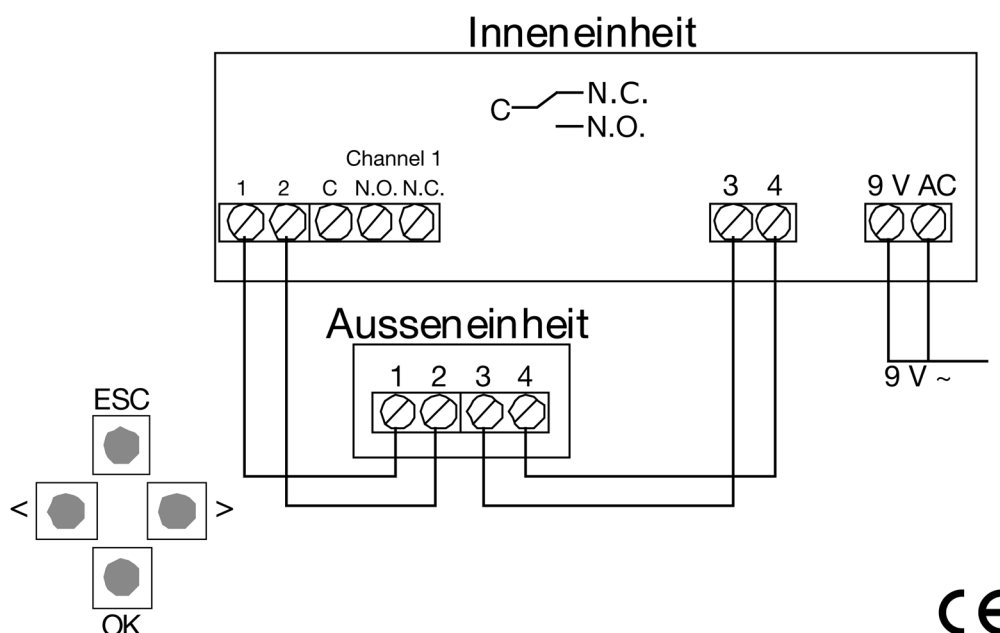 Inneneinheit
C N.C.
N.O.
Channel 1
1 2 C N.O. N.C. 3 4 9 V AC
Ausseneinheit
1 2 3 4
9 V ~
ESC
< >
OK
CE